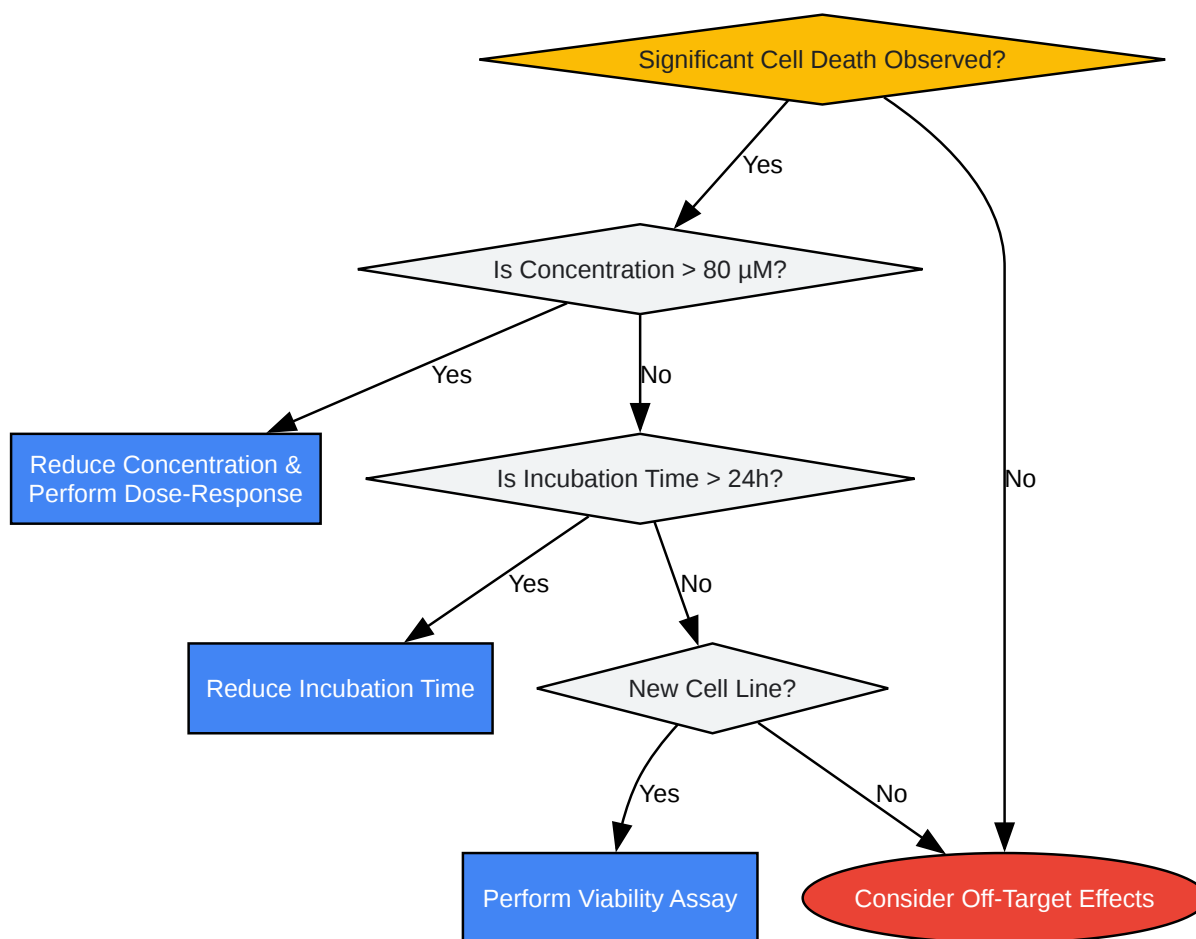 Significant Cell Death Observed?
Yes
Is Concentration > 80 µM?
Yes
No
Reduce Concentration &
Perform Dose-Response
Is Incubation Time > 24h?
No
Yes
No
Reduce Incubation Time
New Cell Line?
Yes
No
Perform Viability Assay
Consider Off-Target Effects